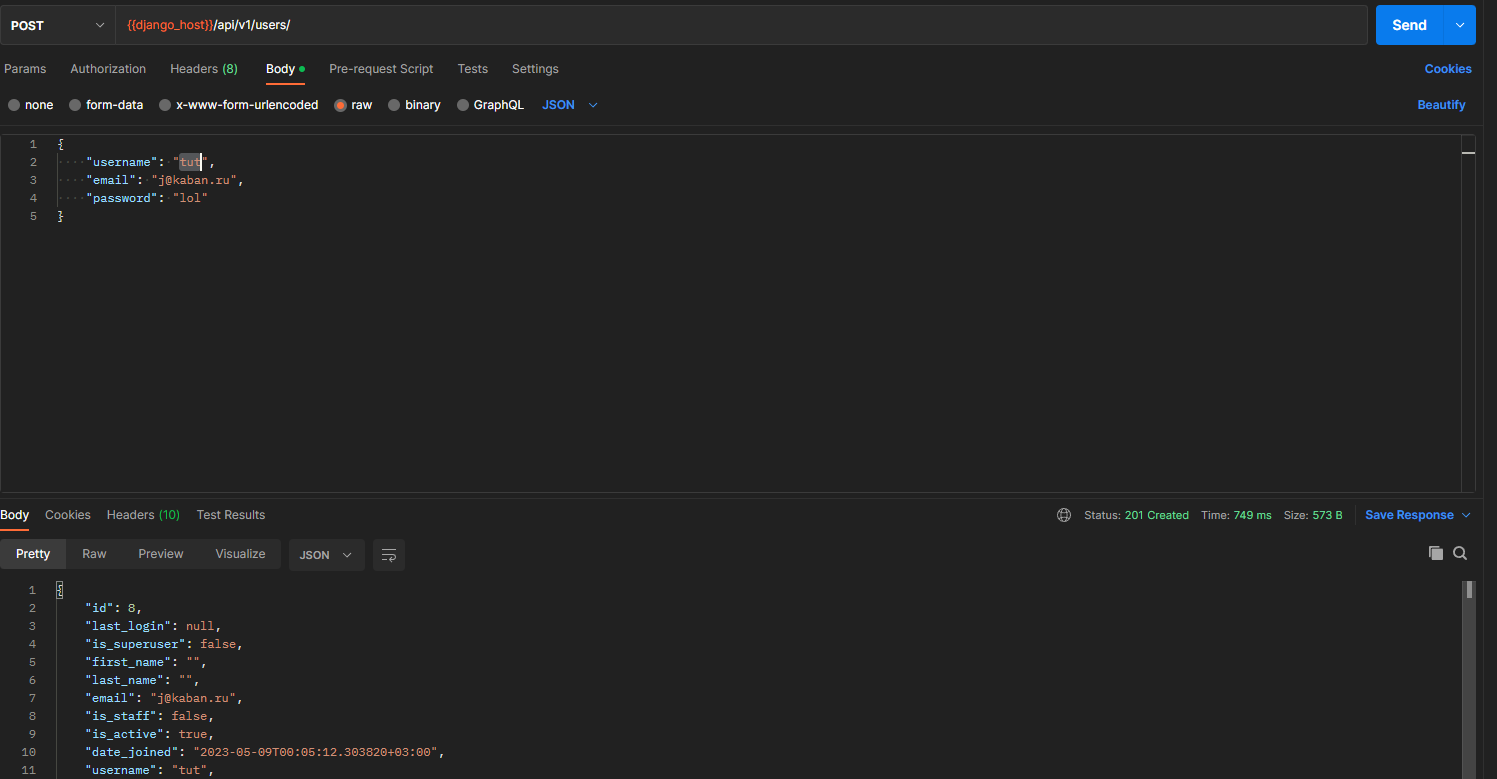 POST {{django_host}}/api/v1/users/ Send
Params Authorization Headers (8) Body Pre-request Script Tests Settings Cookies
none form-data x-www-form-urlencoded raw binary GraphQL JSON Beautify
1 {
2 "username": "tut",
3 "email": "j@kaban.ru",
4 "password": "lol"
5 }
Body Cookies Headers (10) Test Results Status: 201 Created Time: 749 ms Size: 573 B Save Response
Pretty Raw Preview Visualize JSON
1 {
2 "id": 8,
3 "last_login": null,
4 "is_superuser": false,
5 "first_name": "",
6 "last_name": "",
7 "email": "j@kaban.ru",
8 "is_staff": false,
9 "is_active": true,
10 "date_joined": "2023-05-09T00:05:12.303820+03:00",
11 "username": "tut",